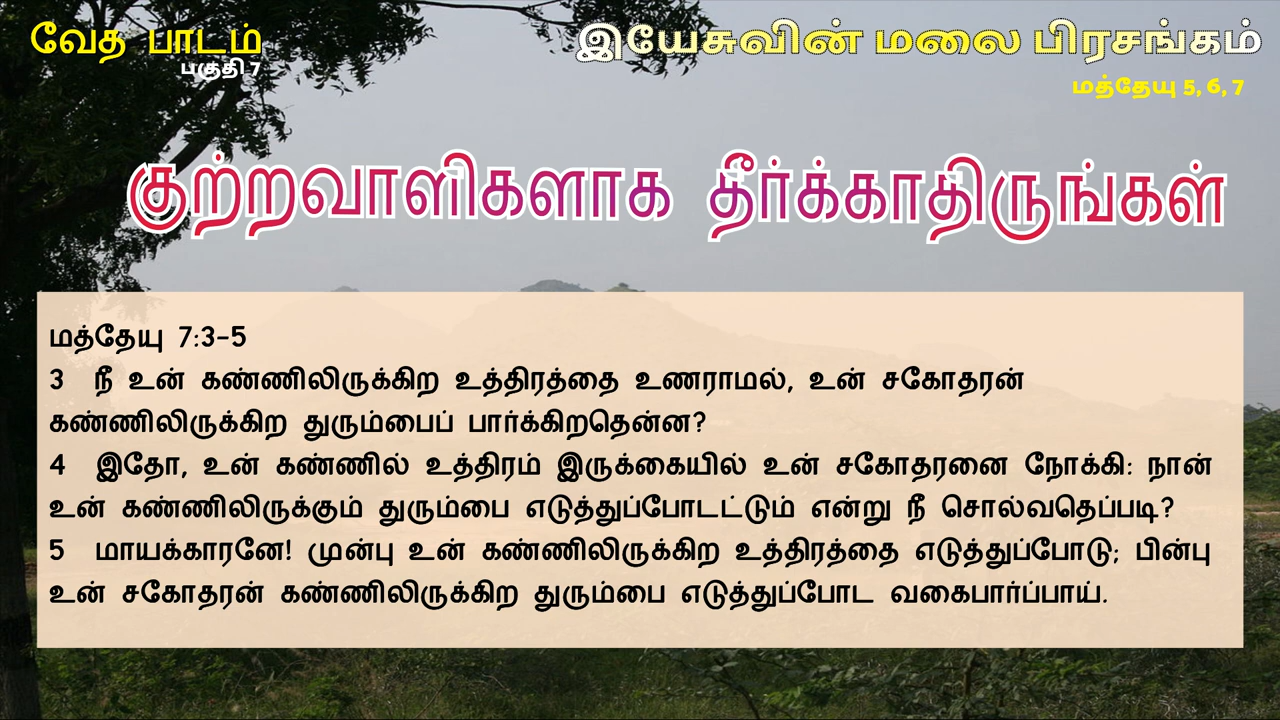 வேத பாடம்
பகுதி 7
இயேசுவின் மலை பிரசங்கம்
மத்தேயு 5, 6, 7
குற்றவாளிகளாக தீர்க்காதிருங்கள்
மத்தேயு 7:3-5
3 நீ உன் கண்ணிலிருக்கிற உத்திரத்தை உணராமல், உன் சகோதரன்
கண்ணிலிருக்கிற துரும்பைப் பார்க்கிறதென்ன?
4 இதோ, உன் கண்ணில் உத்திரம் இருக்கையில் உன் சகோதரனை நோக்கி: நான்
உன் கண்ணிலிருக்கும் துரும்பை எடுத்துப்போடட்டும் என்று நீ சொல்வதெப்படி?
5 மாயக்காரனே! முன்பு உன் கண்ணிலிருக்கிற உத்திரத்தை எடுத்துப்போடு; பின்பு
உன் சகோதரன் கண்ணிலிருக்கிற துரும்பை எடுத்துப்போட வகைபார்ப்பாய்.